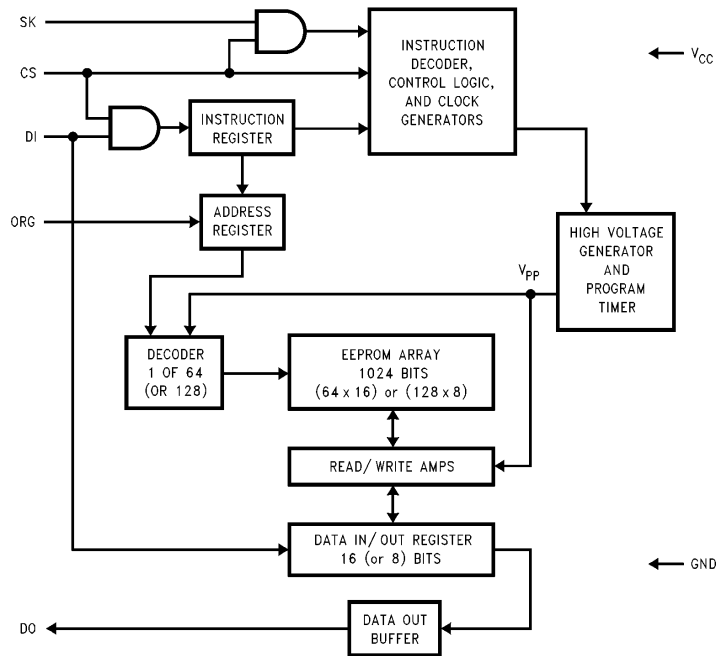 SK
CS
DI
ORG
INSTRUCTION
DECODER,
CONTROL LOGIC,
AND CLOCK
GENERATORS
VCC
INSTRUCTION
REGISTER
ADDRESS
REGISTER
HIGH VOLTAGE
GENERATOR
AND
PROGRAM
TIMER
VPP
DECODER
1 OF 64
(OR 128)
EEPROM ARRAY
1024 BITS
(64 x 16) or (128 x 8)
READ/WRITE AMPS
DATA IN/OUT REGISTER
16 (or 8) BITS
GND
DO
DATA OUT
BUFFER